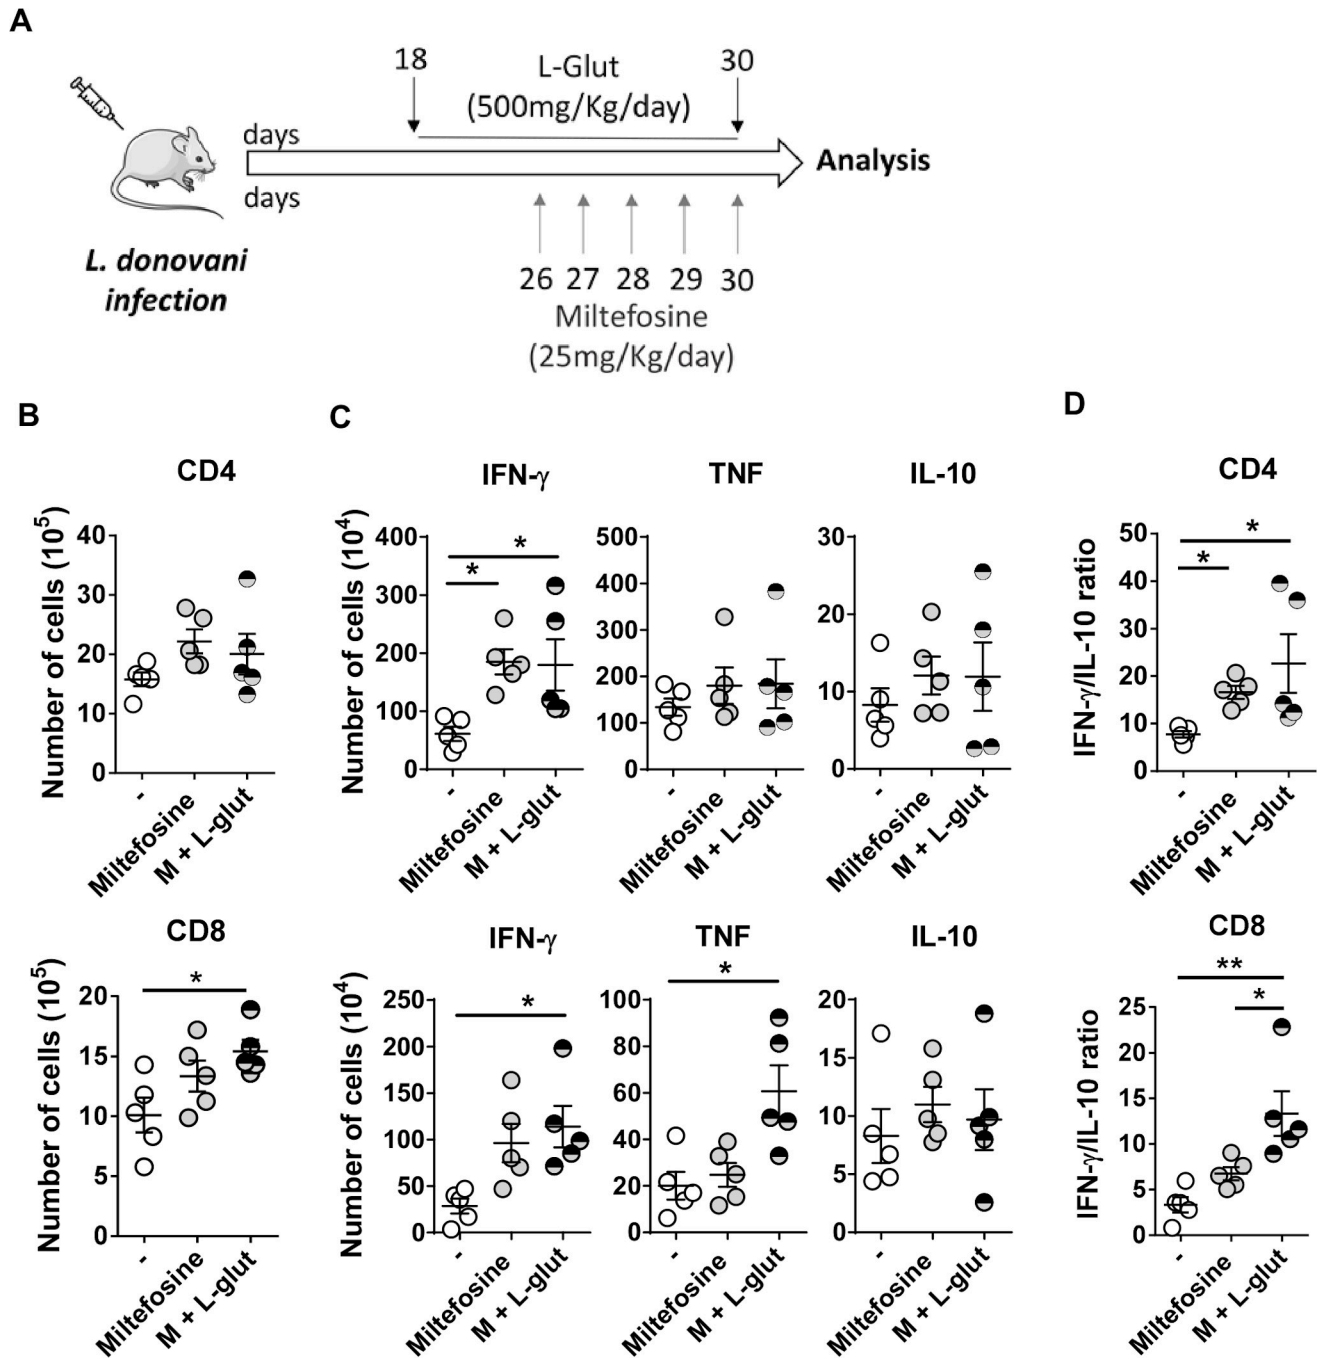 A
18
L-Glut
30
(500mg/Kg/day)
days
Analysis
days
L. donovani
infection
26 27 28 29 30
Miltefosine
(25mg/Kg/day)
B
CD4
Number of cells (10⁵)
40
30
20
10
0
-
Miltefosine
M + L-glut
CD8
*
Number of cells (10⁵)
20
15
10
5
0
-
Miltefosine
M + L-glut
C
IFN-γ
*
*
Number of cells (10⁴)
400
300
200
100
0
-
Miltefosine
M + L-glut
TNF
500
400
300
200
100
0
-
Miltefosine
M + L-glut
IL-10
30
20
10
0
-
Miltefosine
M + L-glut
IFN-γ
*
Number of cells (10⁴)
250
200
150
100
50
0
-
Miltefosine
M + L-glut
TNF
*
100
80
60
40
20
0
-
Miltefosine
M + L-glut
IL-10
20
15
10
5
0
-
Miltefosine
M + L-glut
D
CD4
*
*
IFN-γ/IL-10 ratio
50
40
30
20
10
0
-
Miltefosine
M + L-glut
CD8
**
*
IFN-γ/IL-10 ratio
25
20
15
10
5
0
-
Miltefosine
M + L-glut